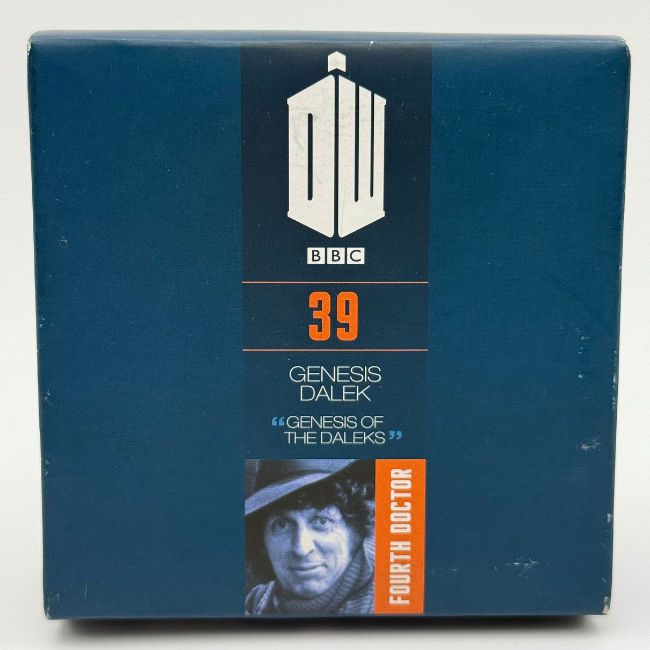 DW
BBC
39
GENESIS
DALEK
“GENESIS OF
THE DALEKS”
FOURTH DOCTOR